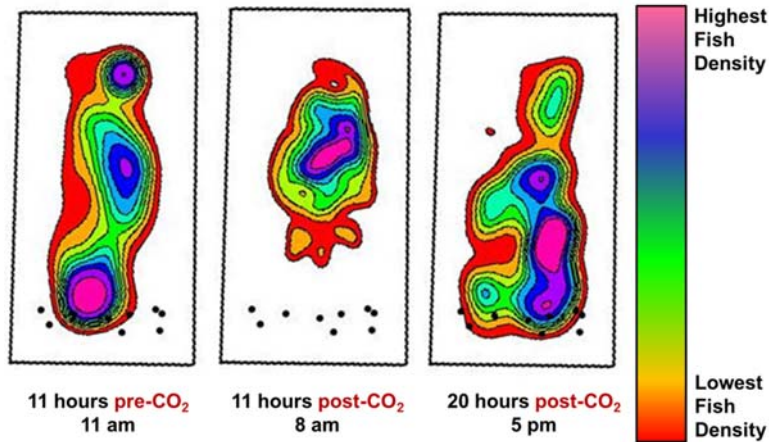 Highest
Fish
Density
Lowest
Fish
Density
11 hours pre-CO₂
11 am
11 hours post-CO₂
8 am
20 hours post-CO₂
5 pm